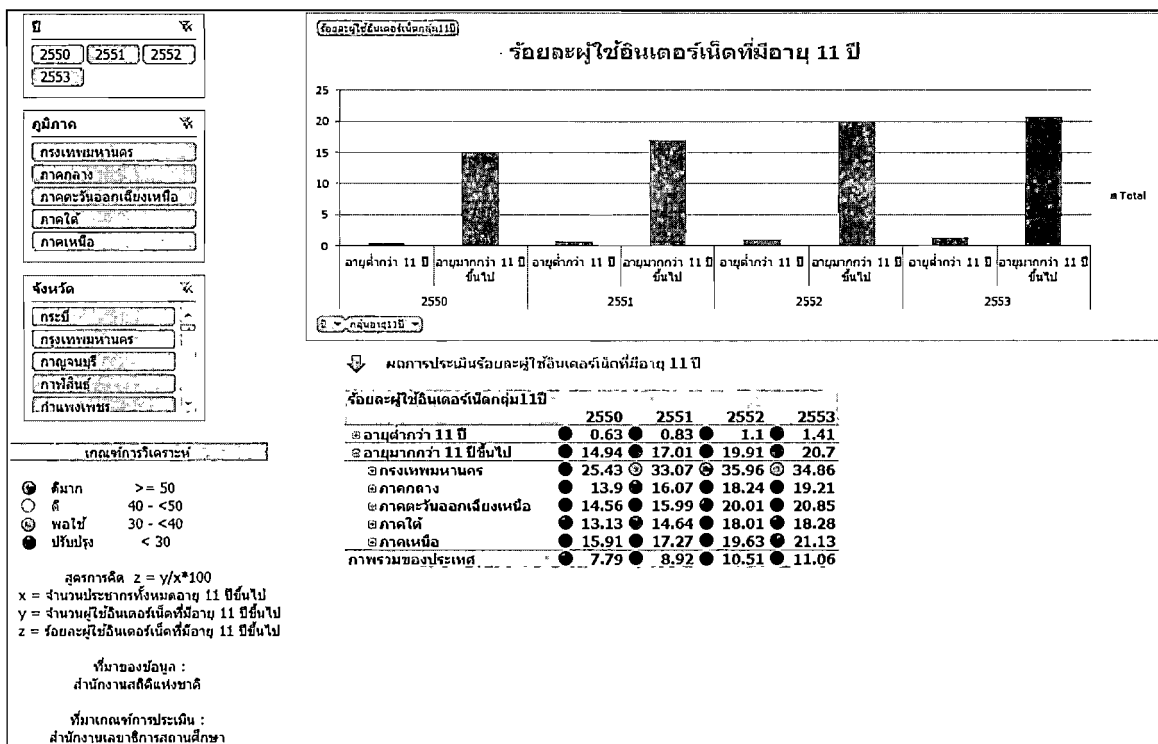 ปี
2550 2551 2552
2553
ภูมิภาค
กรุงเทพมหานคร
ภาคกลาง
ภาคตะวันออกเฉียงเหนือ
ภาคใต้
ภาคเหนือ
จังหวัด
กระบี่
กรุงเทพมหานคร
กาญจนบุรี
กาฬสินธุ์
กำแพงเพชร
เกณฑ์การวิเคราะห์
ดีมาก >= 50
ดี 40 - <50
พอใช้ 30 - <40
ปรับปรุง < 30
สูตรการคิด z = y/x*100
x = จำนวนประชากรทั้งหมดอายุ 11 ปีขึ้นไป
y = จำนวนผู้ใช้อินเตอร์เน็ตที่มีอายุ 11 ปีขึ้นไป
z = ร้อยละผู้ใช้อินเตอร์เน็ตที่มีอายุ 11 ปีขึ้นไป
ที่มาของข้อมูล :
สำนักงานสถิติแห่งชาติ
ที่มาเกณฑ์การประเมิน :
สำนักงานเลขาธิการสถานศึกษา
ร้อยละผู้ใช้อินเตอร์เน็ตกลุ่ม11ปี
ร้อยละผู้ใช้อินเตอร์เน็ตที่มีอายุ 11 ปี
25
20
15
10
5
0
อายุต่ำกว่า 11 ปี อายุมากกว่า 11 ปี อายุต่ำกว่า 11 ปี อายุมากกว่า 11 ปี อายุต่ำกว่า 11 ปี อายุมากกว่า 11 ปี อายุต่ำกว่า 11 ปี อายุมากกว่า 11 ปี
ขึ้นไป ขึ้นไป ขึ้นไป ขึ้นไป
2550 2551 2552 2553
Total
ปี กลุ่มอายุ11ปี
ผลการประเมินร้อยละผู้ใช้อินเตอร์เน็ตที่มีอายุ 11 ปี
ร้อยละผู้ใช้อินเตอร์เน็ตกลุ่ม11ปี
2550 2551 2552 2553
อายุต่ำกว่า 11 ปี 0.63 0.83 1.1 1.41
อายุมากกว่า 11 ปีขึ้นไป 14.94 17.01 19.91 20.7
กรุงเทพมหานคร 25.43 33.07 35.96 34.86
ภาคกลาง 13.9 16.07 18.24 19.21
ภาคตะวันออกเฉียงเหนือ 14.56 15.99 20.01 20.85
ภาคใต้ 13.13 14.64 18.01 18.28
ภาคเหนือ 15.91 17.27 19.63 21.13
ภาพรวมของประเทศ 7.79 8.92 10.51 11.06